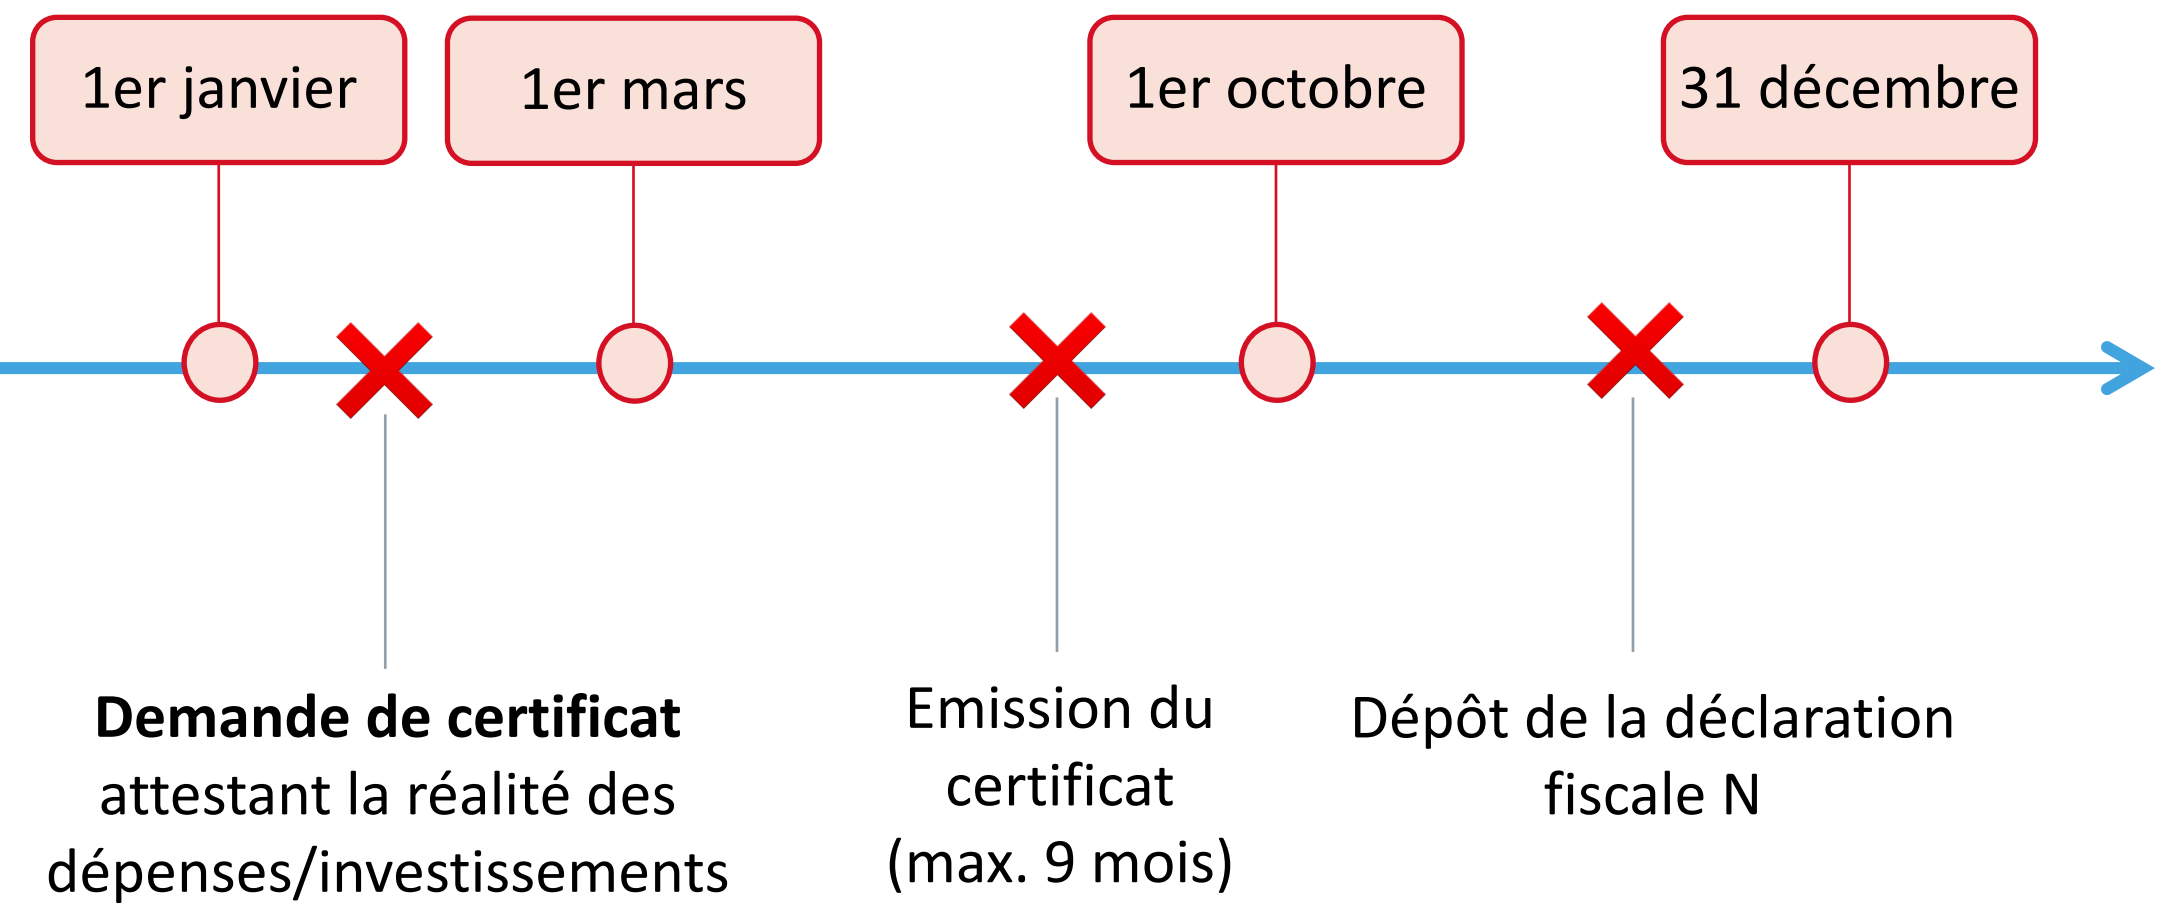 1er janvier
1er mars
1er octobre
31 décembre
Demande de certificat
attestant la réalité des
dépenses/investissements
Emission du
certificat
(max. 9 mois)
Dépôt de la déclaration
fiscale N